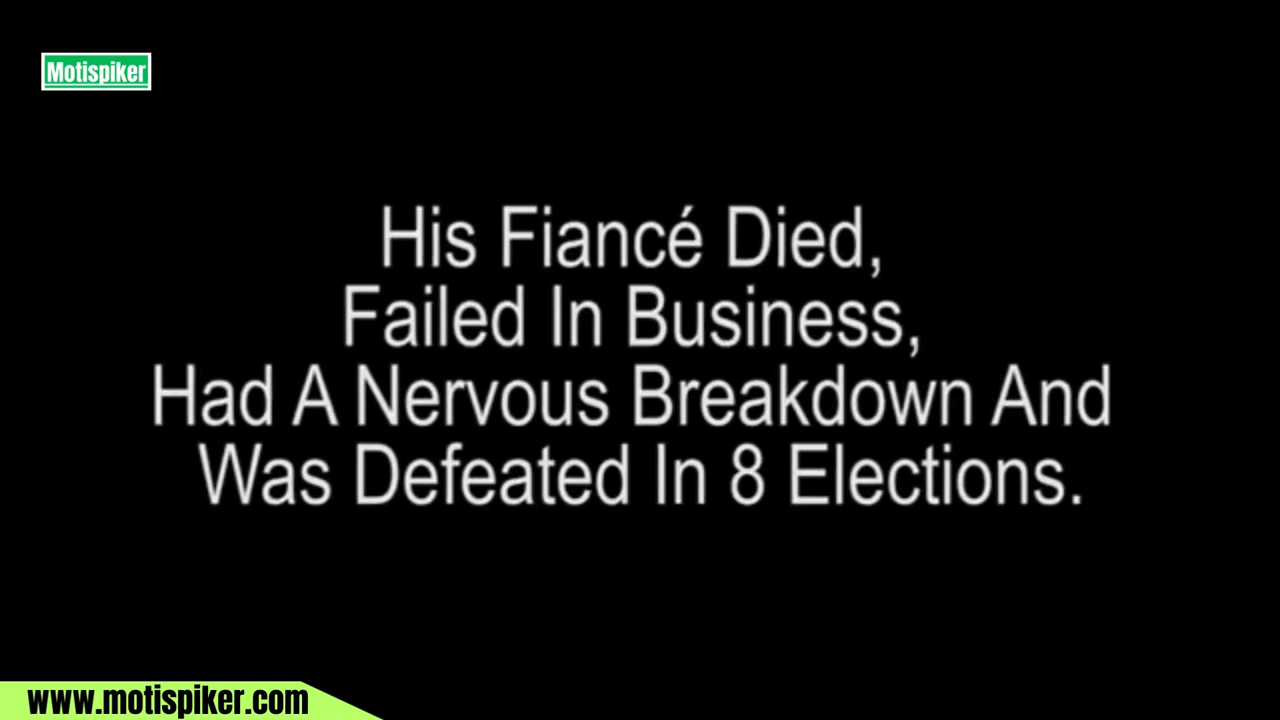 Motispiker
His Fiancé Died,
Failed In Business,
Had A Nervous Breakdown And
Was Defeated In 8 Elections.
www.motispiker.com